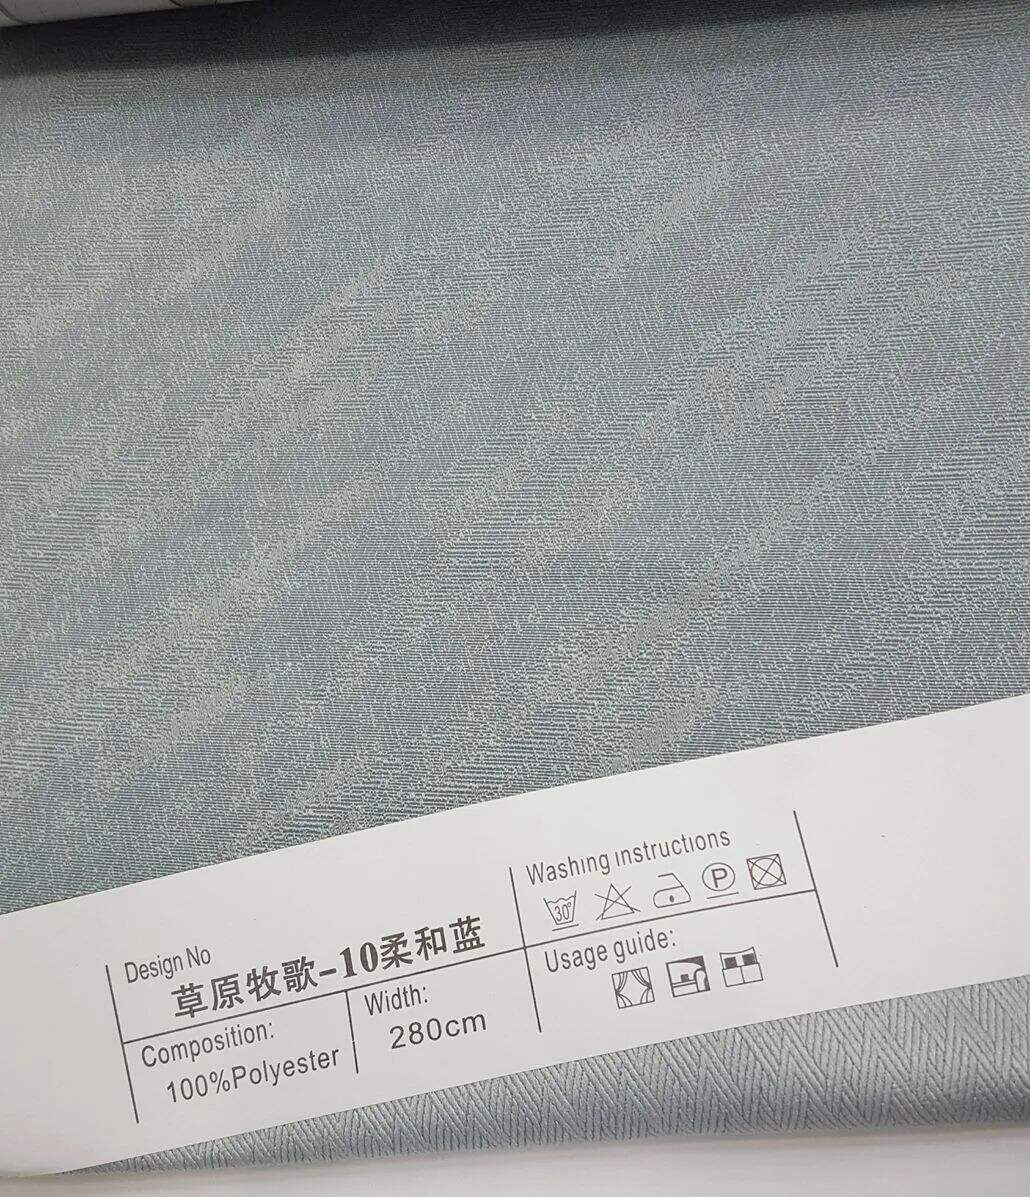 Design No
草原牧歌-10柔和蓝
Composition:
100%Polyester
Width:
280cm
Washing instructions
30°
P
Usage guide: